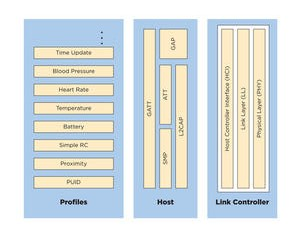 Time Update
Blood Pressure
Heart Rate
Temperature
Battery
Simple RC
Proximity
PUID
Profiles
GATT
GAP
ATT
SMP
L2CAP
Host
Host Controller Interface (HCI)
Link Layer (LL)
Physical Layer (PHY)
Link Controller